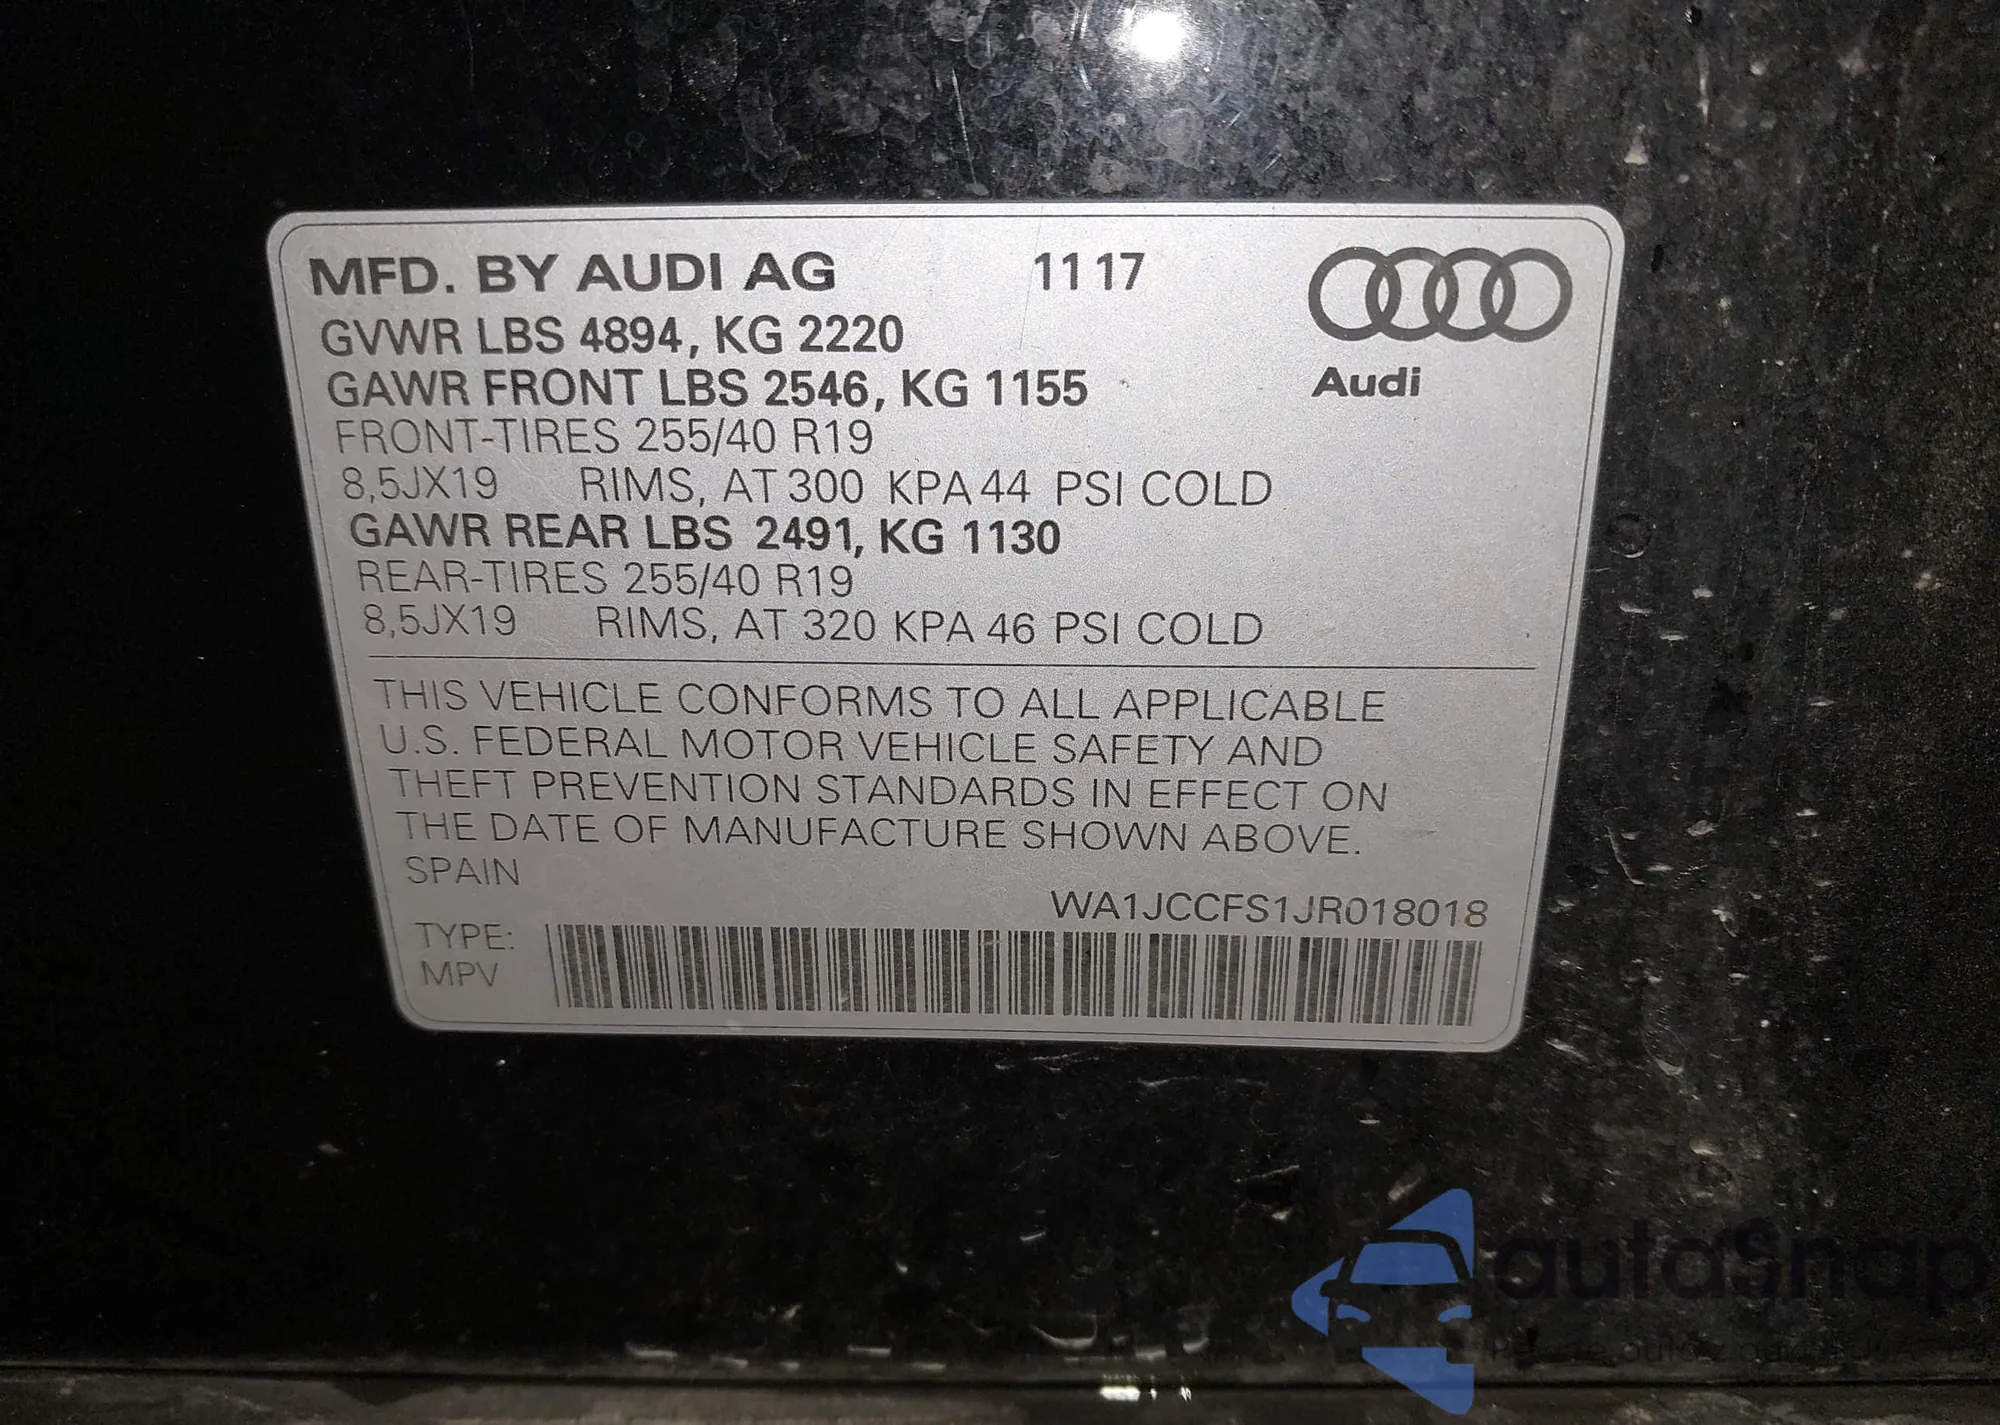 MFD. BY AUDI AG 11 17
GVWR LBS 4894, KG 2220
GAWR FRONT LBS 2546, KG 1155
Audi
FRONT-TIRES 255/40 R19
8,5JX19 RIMS, AT 300 KPA 44 PSI COLD
GAWR REAR LBS 2491, KG 1130
REAR-TIRES 255/40 R19
8,5JX19 RIMS, AT 320 KPA 46 PSI COLD
THIS VEHICLE CONFORMS TO ALL APPLICABLE
U.S. FEDERAL MOTOR VEHICLE SAFETY AND
THEFT PREVENTION STANDARDS IN EFFECT ON
THE DATE OF MANUFACTURE SHOWN ABOVE.
SPAIN
WA1JCCFS1JR018018
TYPE:
MPV
autoSnap